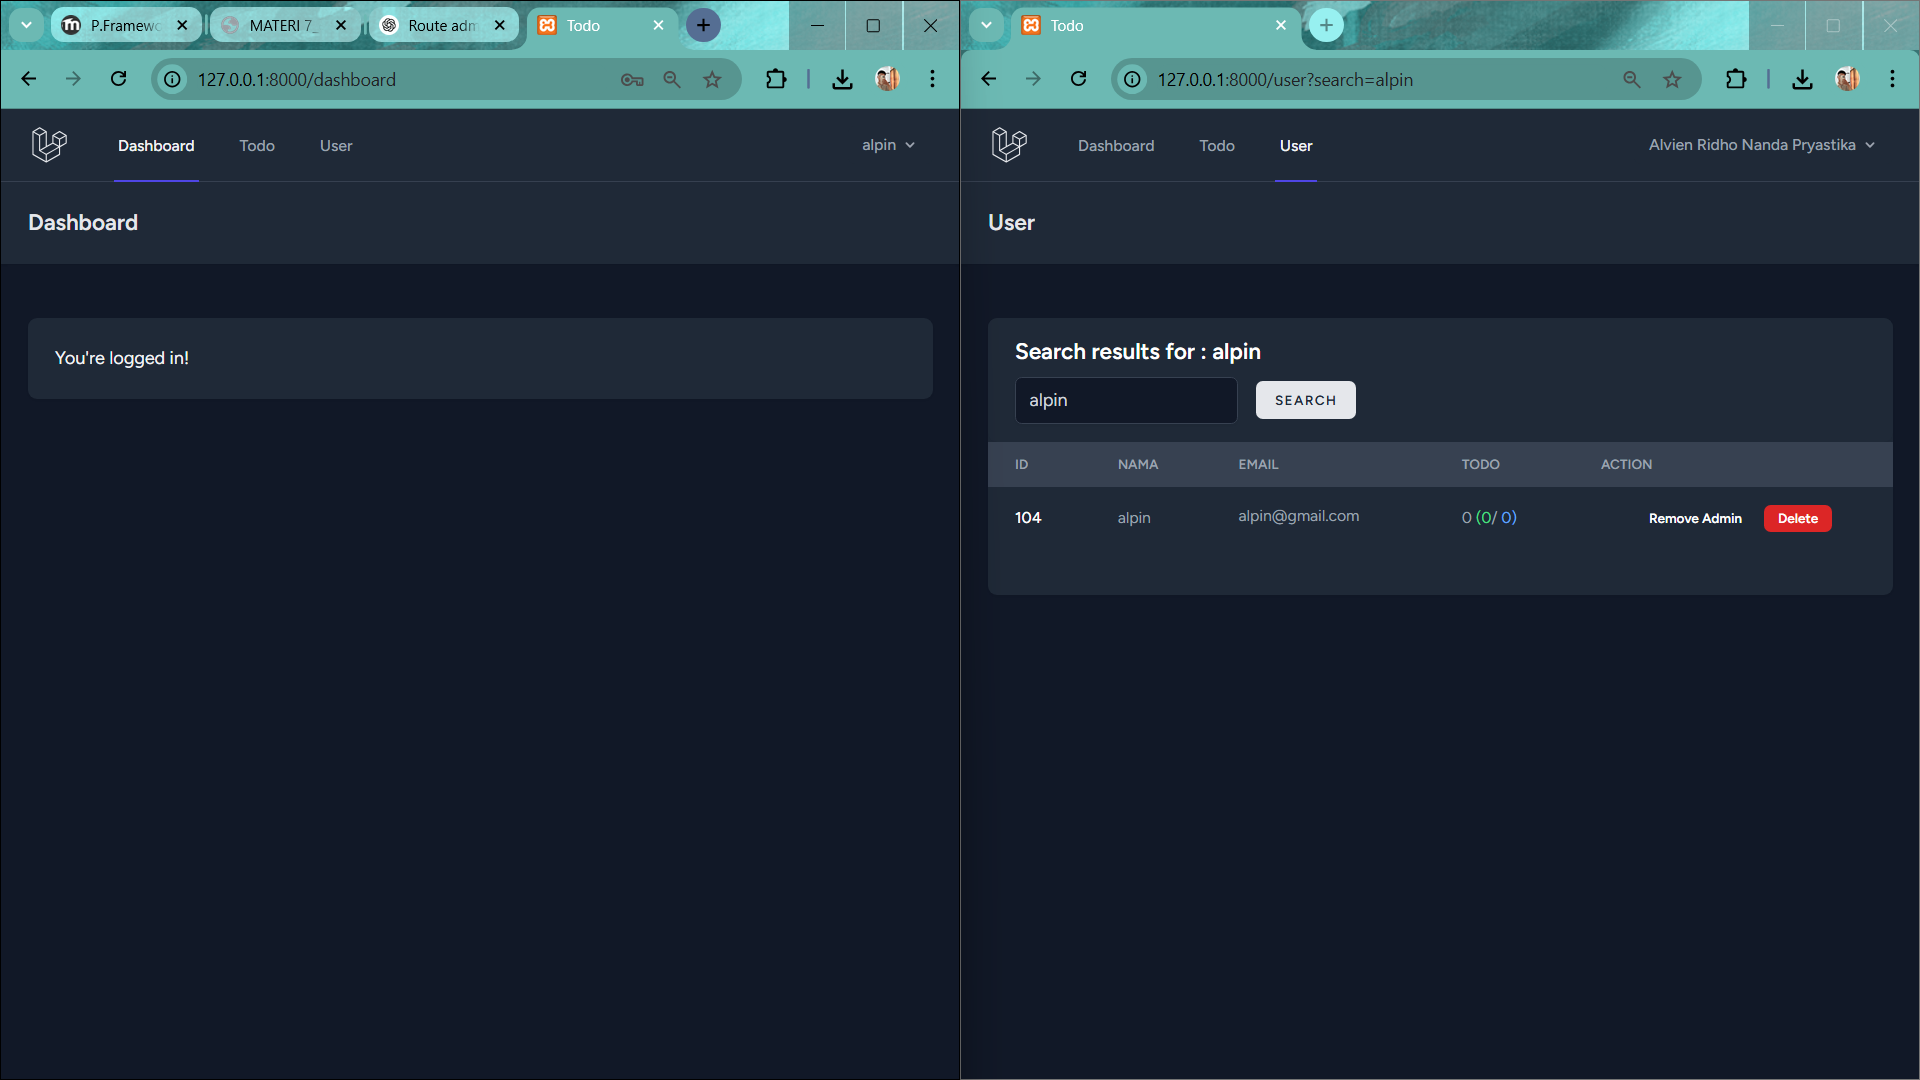 P.Framewo
MATERI 7_
Route adm
Todo
127.0.0.1:8000/dashboard
Dashboard
Todo
User
alpin
Dashboard
You're logged in!
Todo
127.0.0.1:8000/user?search=alpin
Dashboard
Todo
User
Alvien Ridho Nanda Pryastika
User
Search results for : alpin
alpin
SEARCH
ID NAMA EMAIL TODO ACTION
104 alpin alpin@gmail.com 0 (0/ 0) Remove Admin Delete